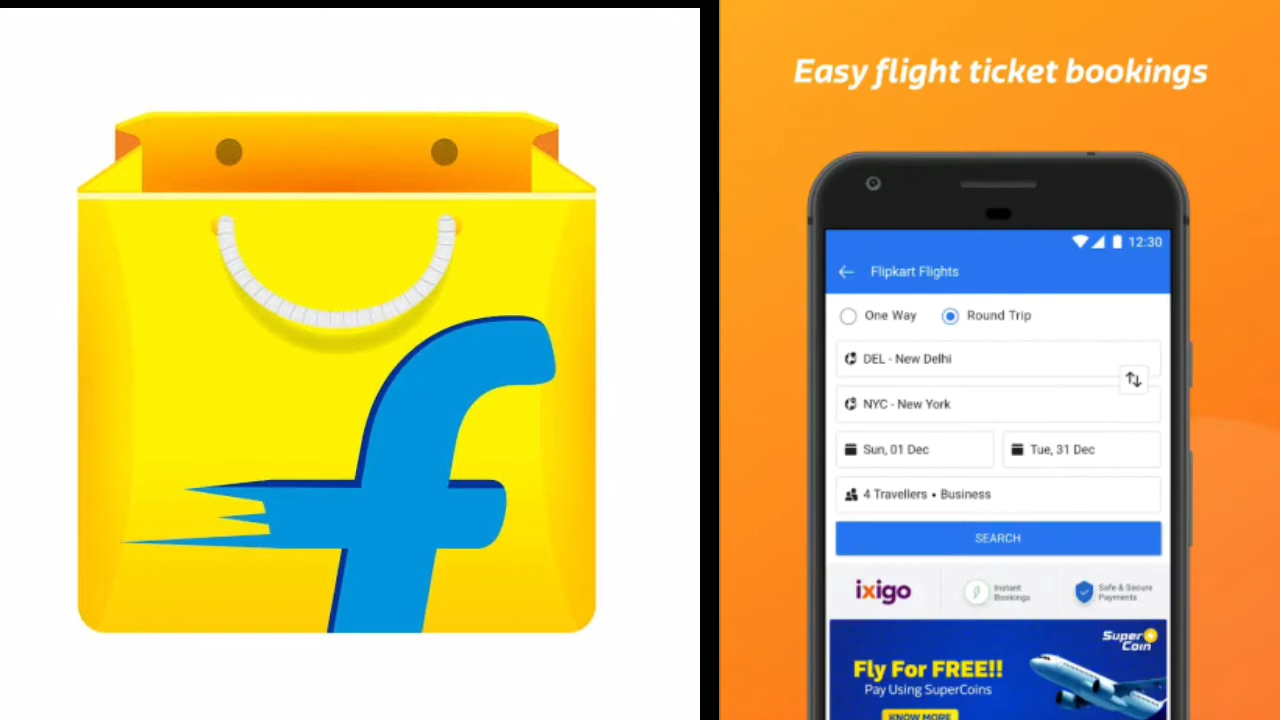 f
Easy flight ticket bookings
12:30
Flipkart Flights
One Way
Round Trip
DEL - New Delhi
NYC - New York
Sun, 01 Dec
Tue, 31 Dec
4 Travellers • Business
SEARCH
ixigo
Instant
Bookings
Safe & Secure
Payments
Super
Coin
Fly For FREE!!
Pay Using SuperCoins
KNOW MORE